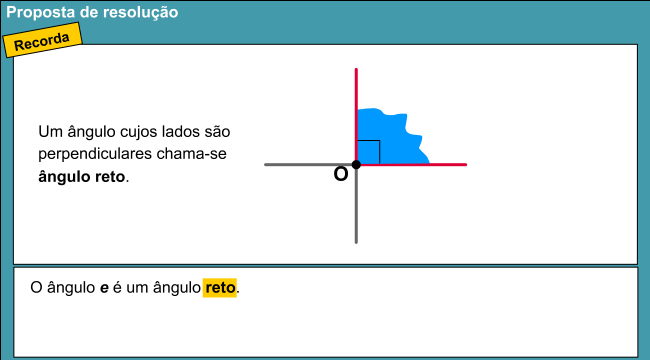 Proposta de resolução
Recorda
Um ângulo cujos lados são
perpendiculares chama-se
ângulo reto.
O
O ângulo e é um ângulo reto.